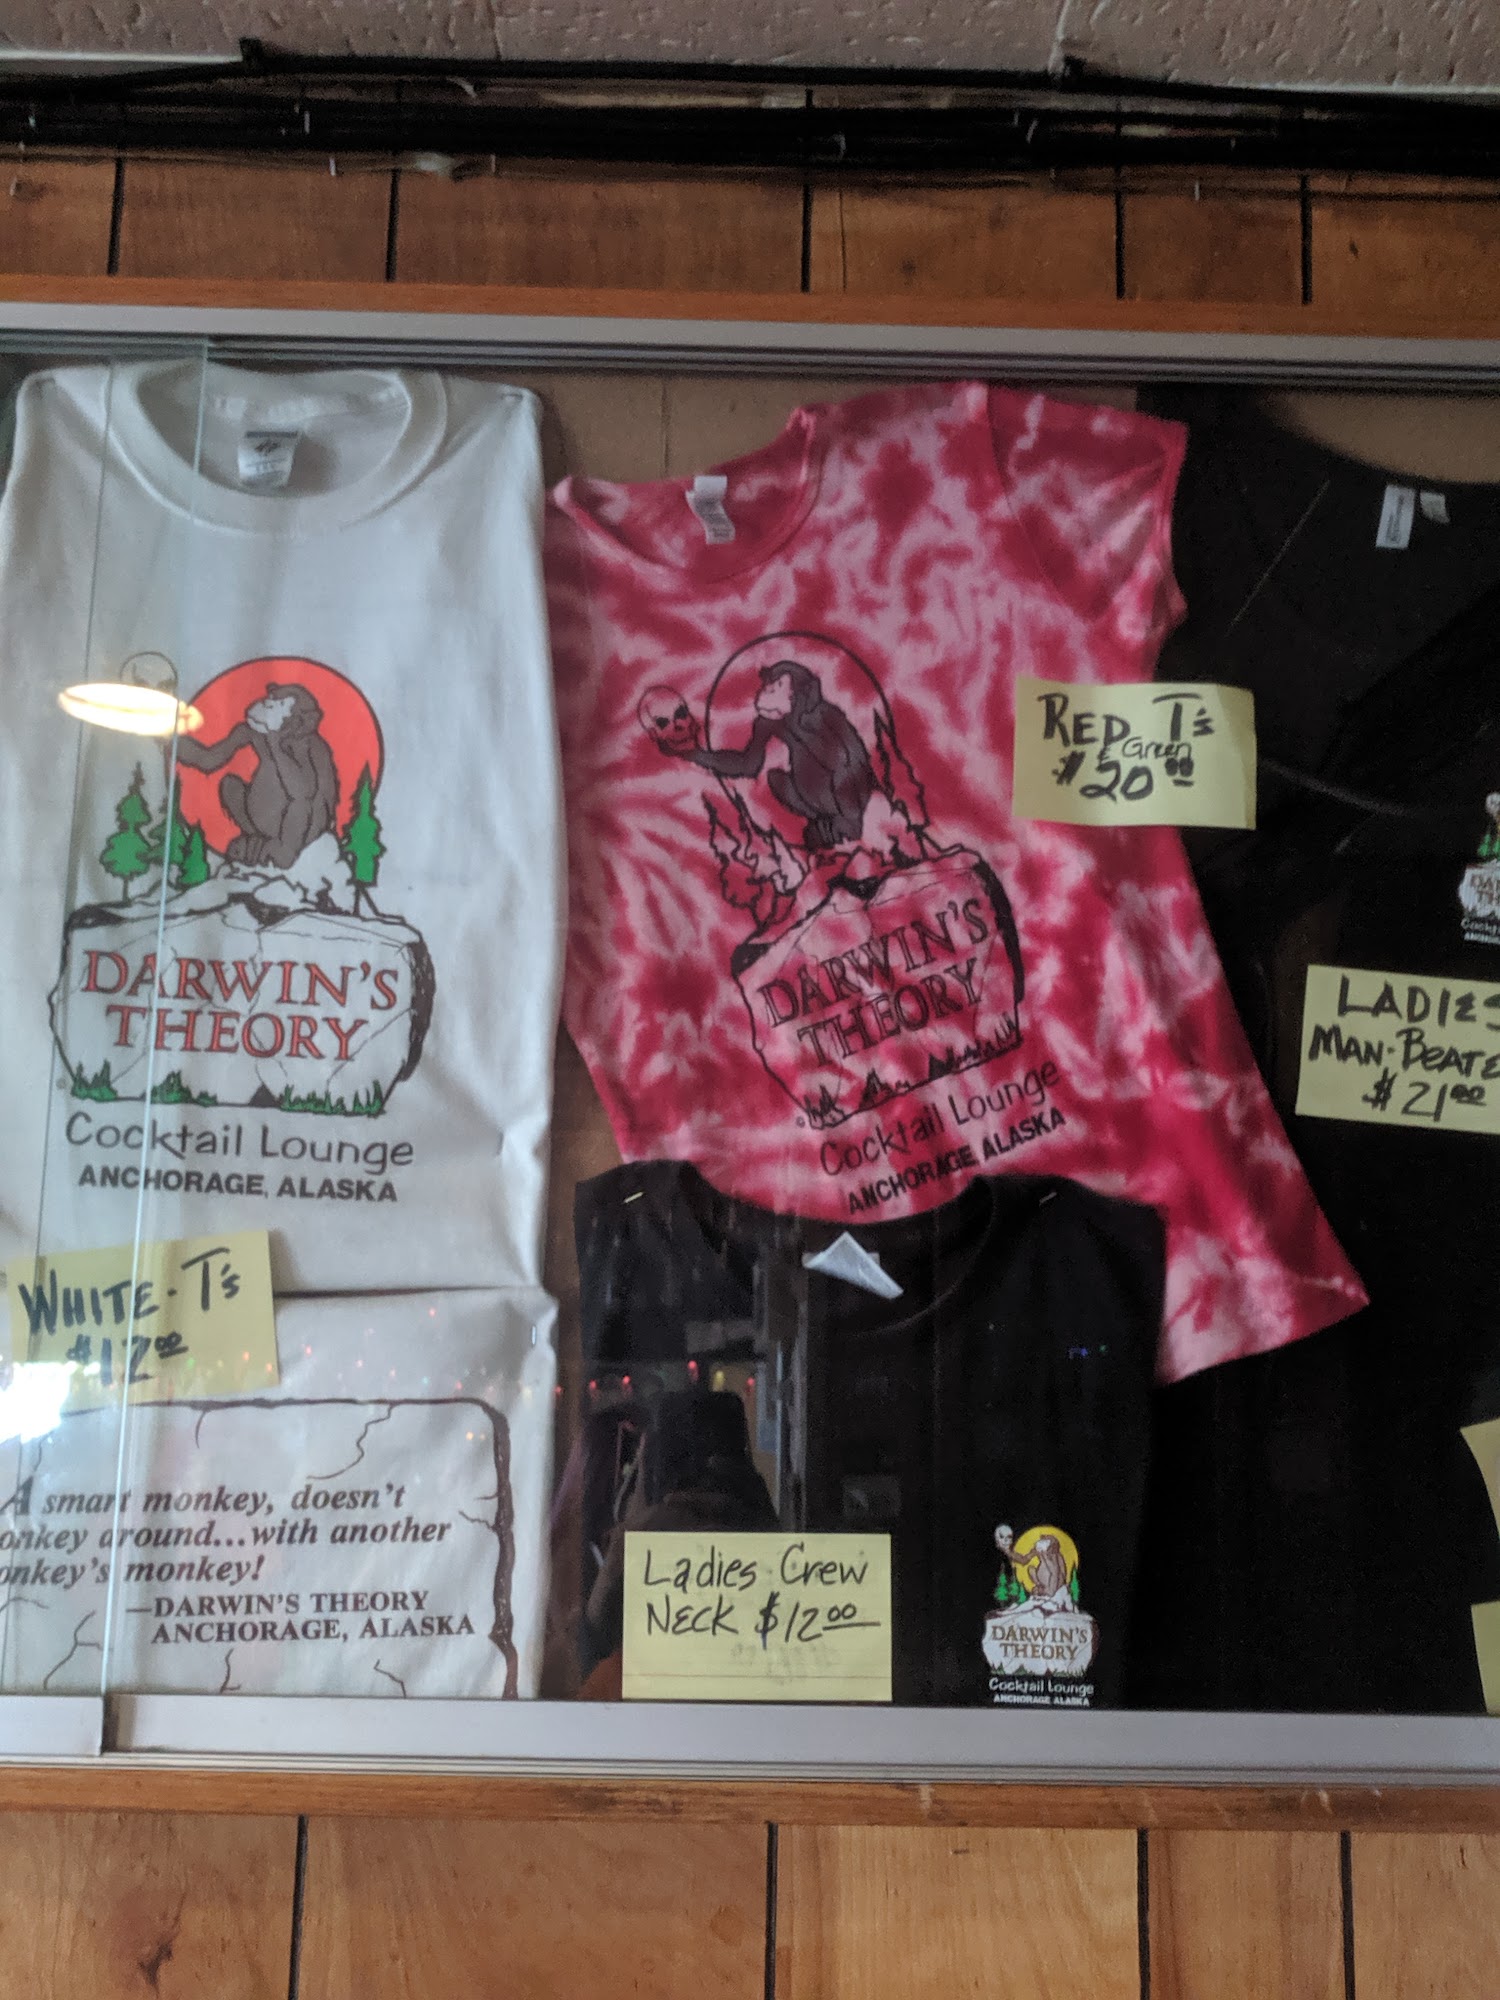 DARWIN'S
THEORY
Cocktail Lounge
ANCHORAGE, ALASKA
WHITE-T's
$12.00
A smart monkey, doesn't
around...with another
monkey!
—DARWIN'S THEORY
ANCHORAGE, ALASKA
DARWIN'S
THEORY
Cocktail Lounge
ANCHORAGE ALASKA
RED T's
& Green
$20.00
Ladies Crew
NECK $12.00
DARWIN'S
THEORY
Cocktail Lounge
ANCHORAGE ALASKA
LADIES
MAN-BEATE
$21.00